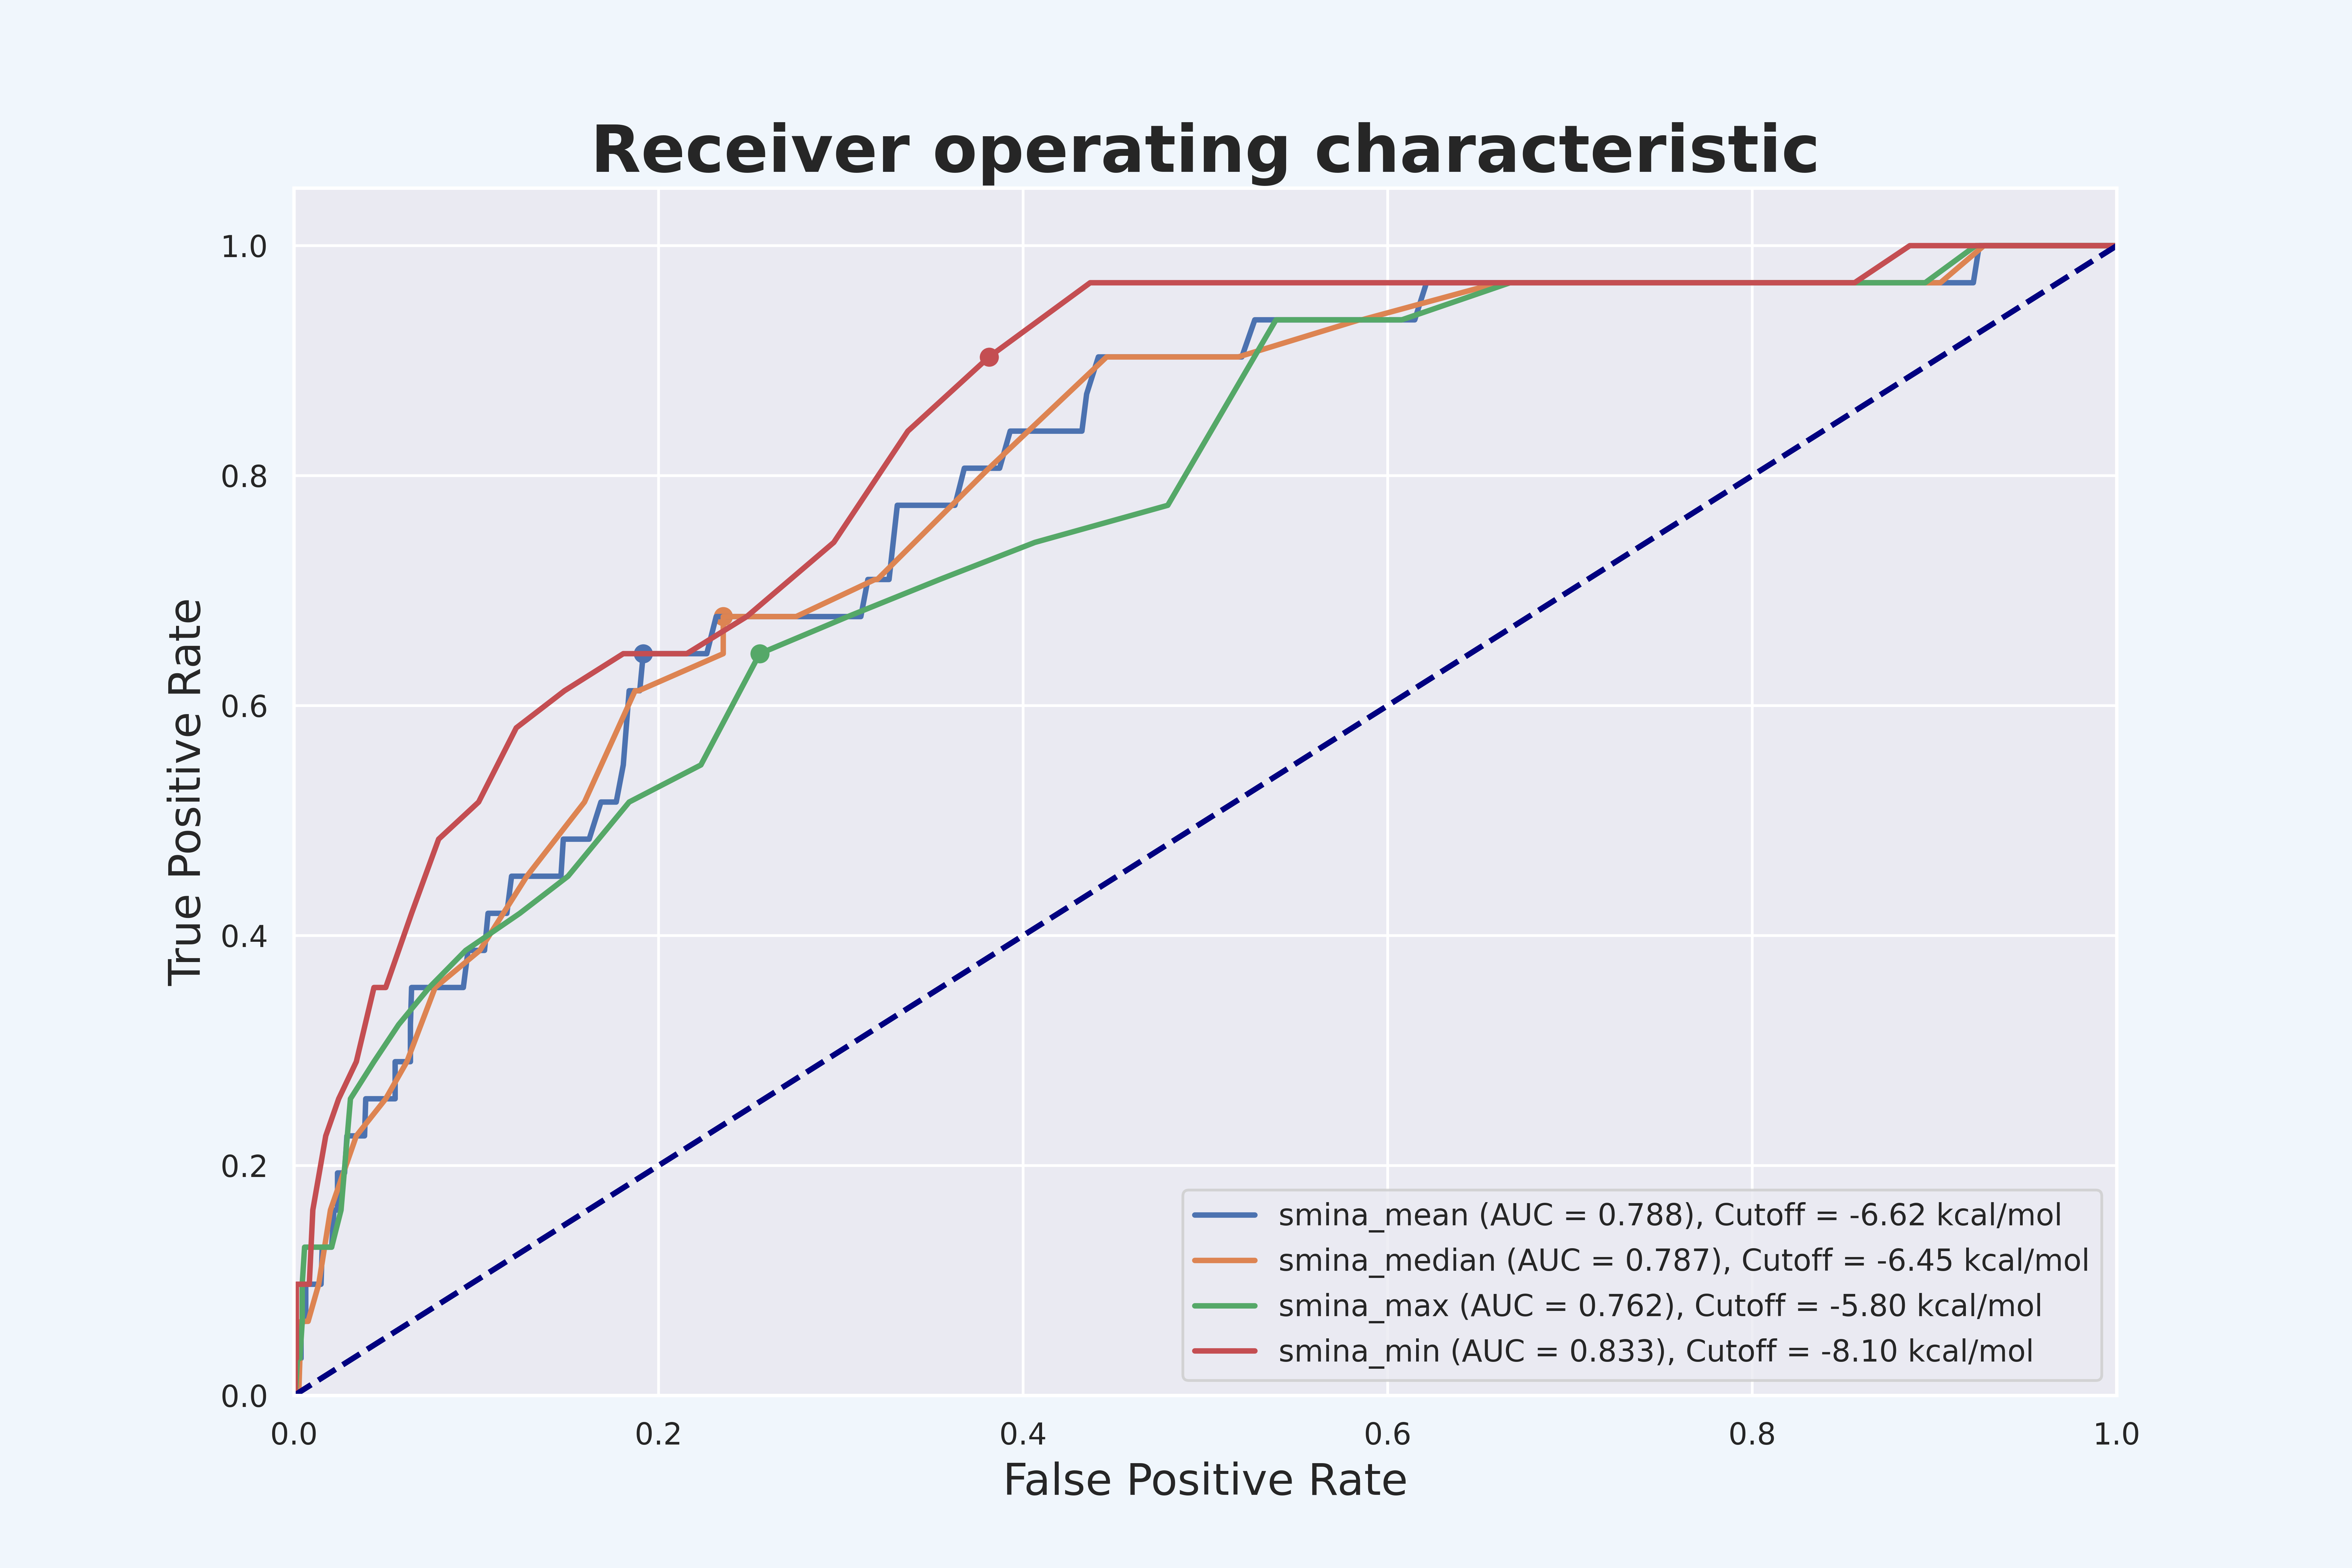 Receiver operating characteristic
1.0
0.8
0.6
0.4
0.2
0.0
True Positive Rate
smina_mean (AUC = 0.788), Cutoff = -6.62 kcal/mol
smina_median (AUC = 0.787), Cutoff = -6.45 kcal/mol
smina_max (AUC = 0.762), Cutoff = -5.80 kcal/mol
smina_min (AUC = 0.833), Cutoff = -8.10 kcal/mol
0.0 0.2 0.4 0.6 0.8 1.0
False Positive Rate